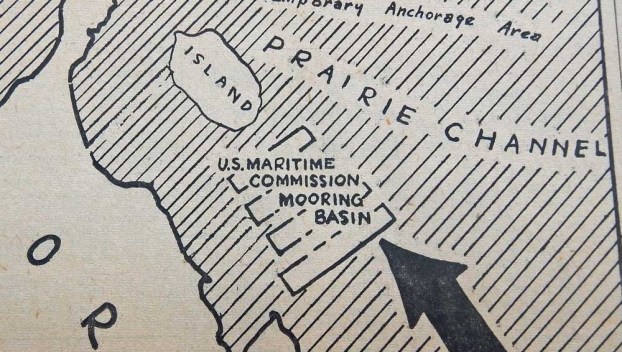 Anchorage Area
ISLAND
PRAIRIE CHANNEL
U.S. MARITIME
COMMISSION
MOORING
BASIN
O
R